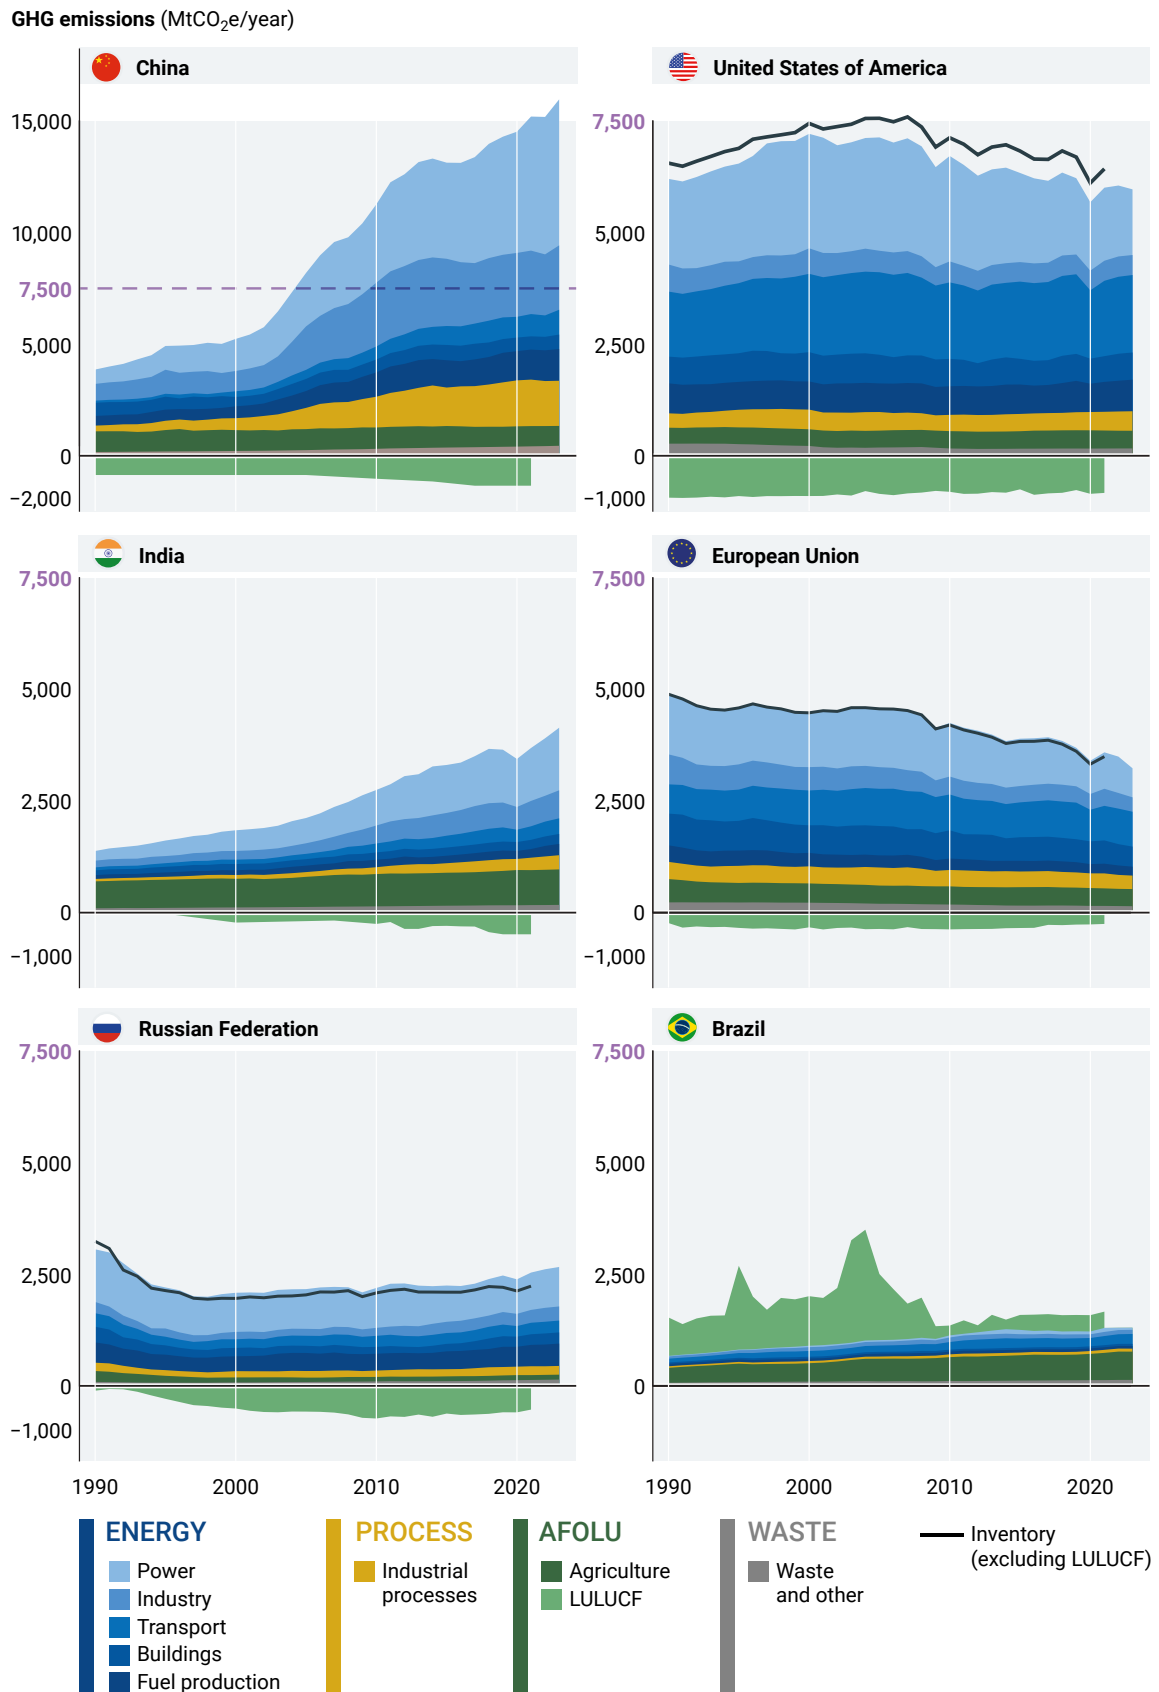 GHG emissions (MtCO₂e/year)
China
15,000
10,000
7,500
5,000
0
−2,000
United States of America
7,500
5,000
2,500
0
−1,000
India
7,500
5,000
2,500
0
−1,000
European Union
7,500
5,000
2,500
0
−1,000
Russian Federation
7,500
5,000
2,500
0
−1,000
1990 2000 2010 2020
Brazil
7,500
5,000
2,500
0
1990 2000 2010 2020
ENERGY
Power
Industry
Transport
Buildings
Fuel production
PROCESS
Industrial
processes
AFOLU
Agriculture
LULUCF
WASTE
Waste
and other
Inventory
(excluding LULUCF)